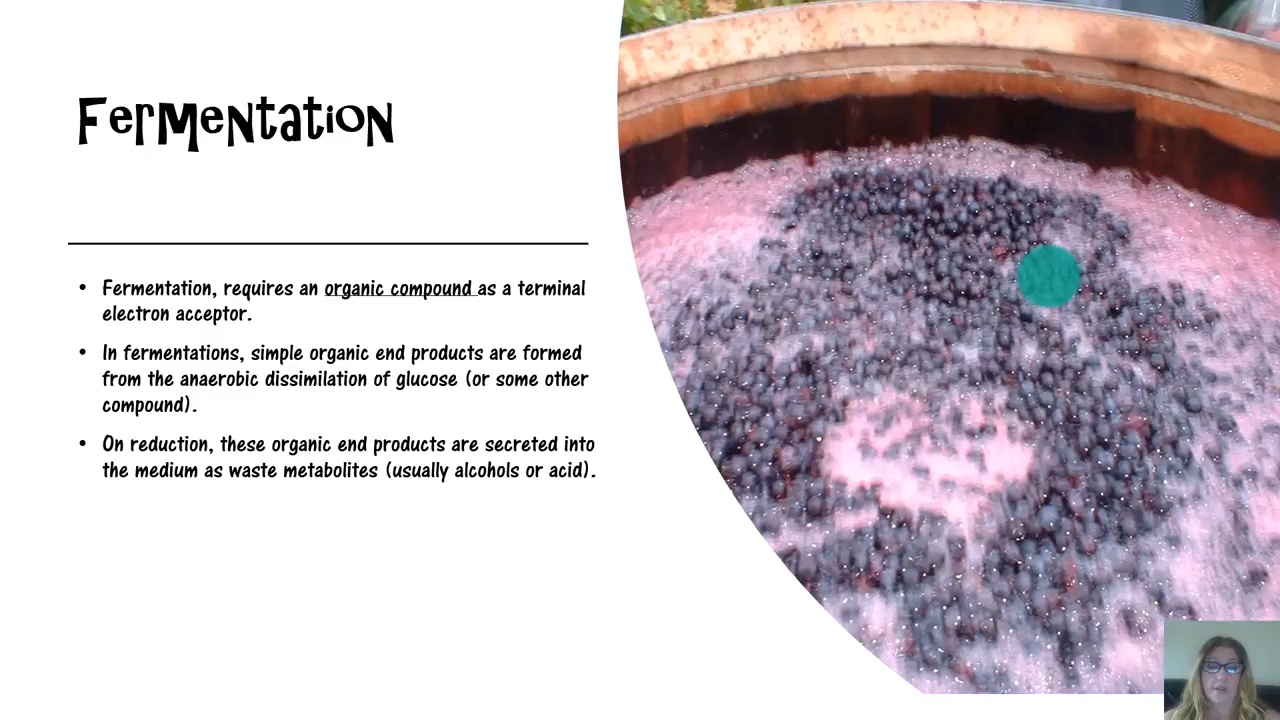 Fermentation
• Fermentation, requires an organic compound as a terminal
electron acceptor.
• In fermentations, simple organic end products are formed
from the anaerobic dissimilation of glucose (or some other
compound).
• On reduction, these organic end products are secreted into
the medium as waste metabolites (usually alcohols or acid).